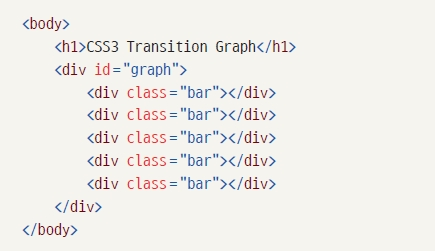 <body>
<h1>CSS3 Transition Graph</h1>
<div id="graph">
<div class="bar"></div>
<div class="bar"></div>
<div class="bar"></div>
<div class="bar"></div>
<div class="bar"></div>
</div>
</body>